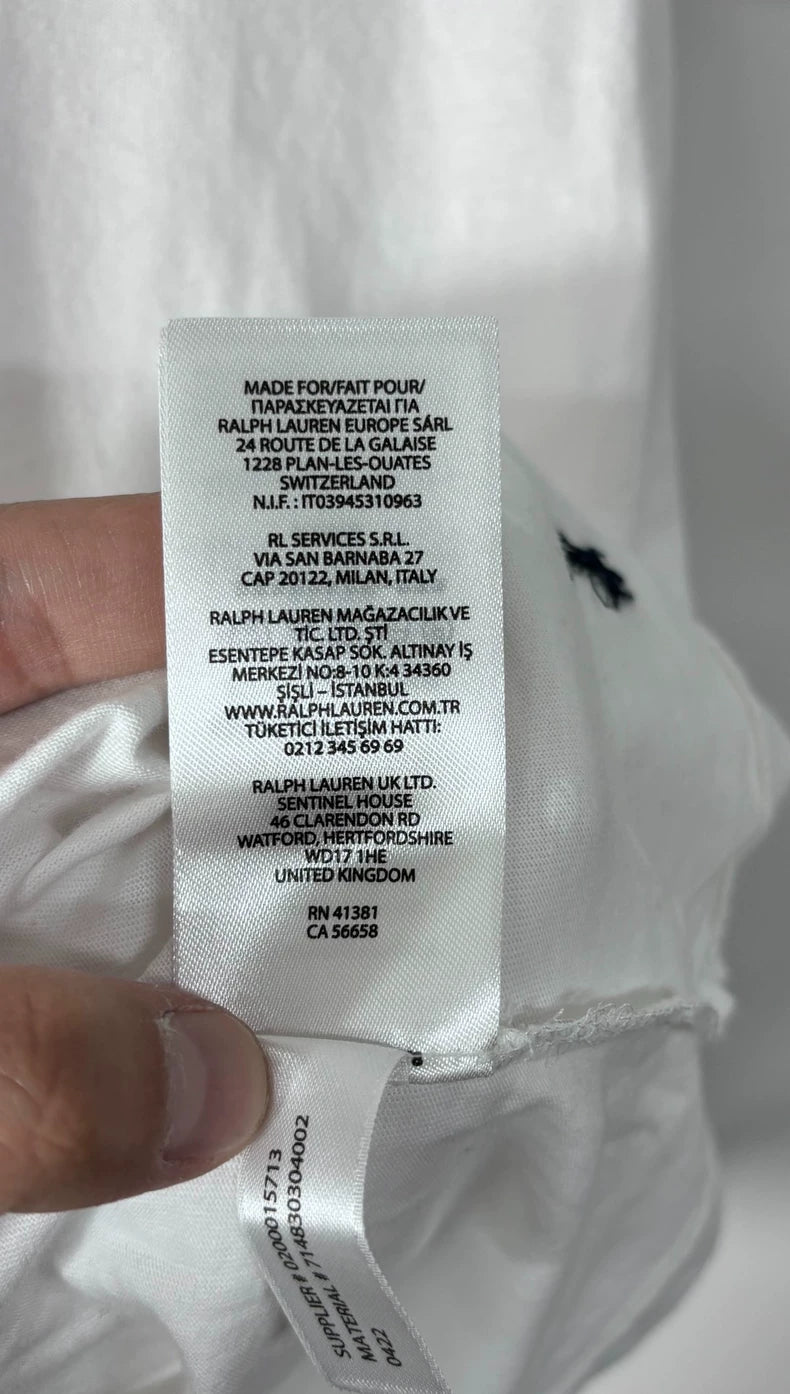 MADE FOR/FAIT POUR/
ΠΑΡΑΣΚΕΥΑΖΕΤΑΙ ΓΙΑ
RALPH LAUREN EUROPE SÁRL
24 ROUTE DE LA GALAISE
1228 PLAN-LES-OUATES
SWITZERLAND
N.I.F. : IT03945310963
RL SERVICES S.R.L.
VIA SAN BARNABA 27
CAP 20122, MILAN, ITALY
RALPH LAUREN MAĞAZACILIK VE
TİC. LTD. ŞTİ
ESENTEPE KASAP SOK. ALTINAY İŞ
MERKEZİ NO:8-10 K:4 34360
ŞİŞLİ – İSTANBUL
WWW.RALPHLAUREN.COM.TR
TÜKETİCİ İLETİŞİM HATTI:
0212 345 69 69
RALPH LAUREN UK LTD.
SENTINEL HOUSE
46 CLARENDON RD
WATFORD, HERTFORDSHIRE
WD17 1HE
UNITED KINGDOM
RN 41381
CA 56658
SUPPLIER # 0200015713
MATERIAL # 714830304002
0422